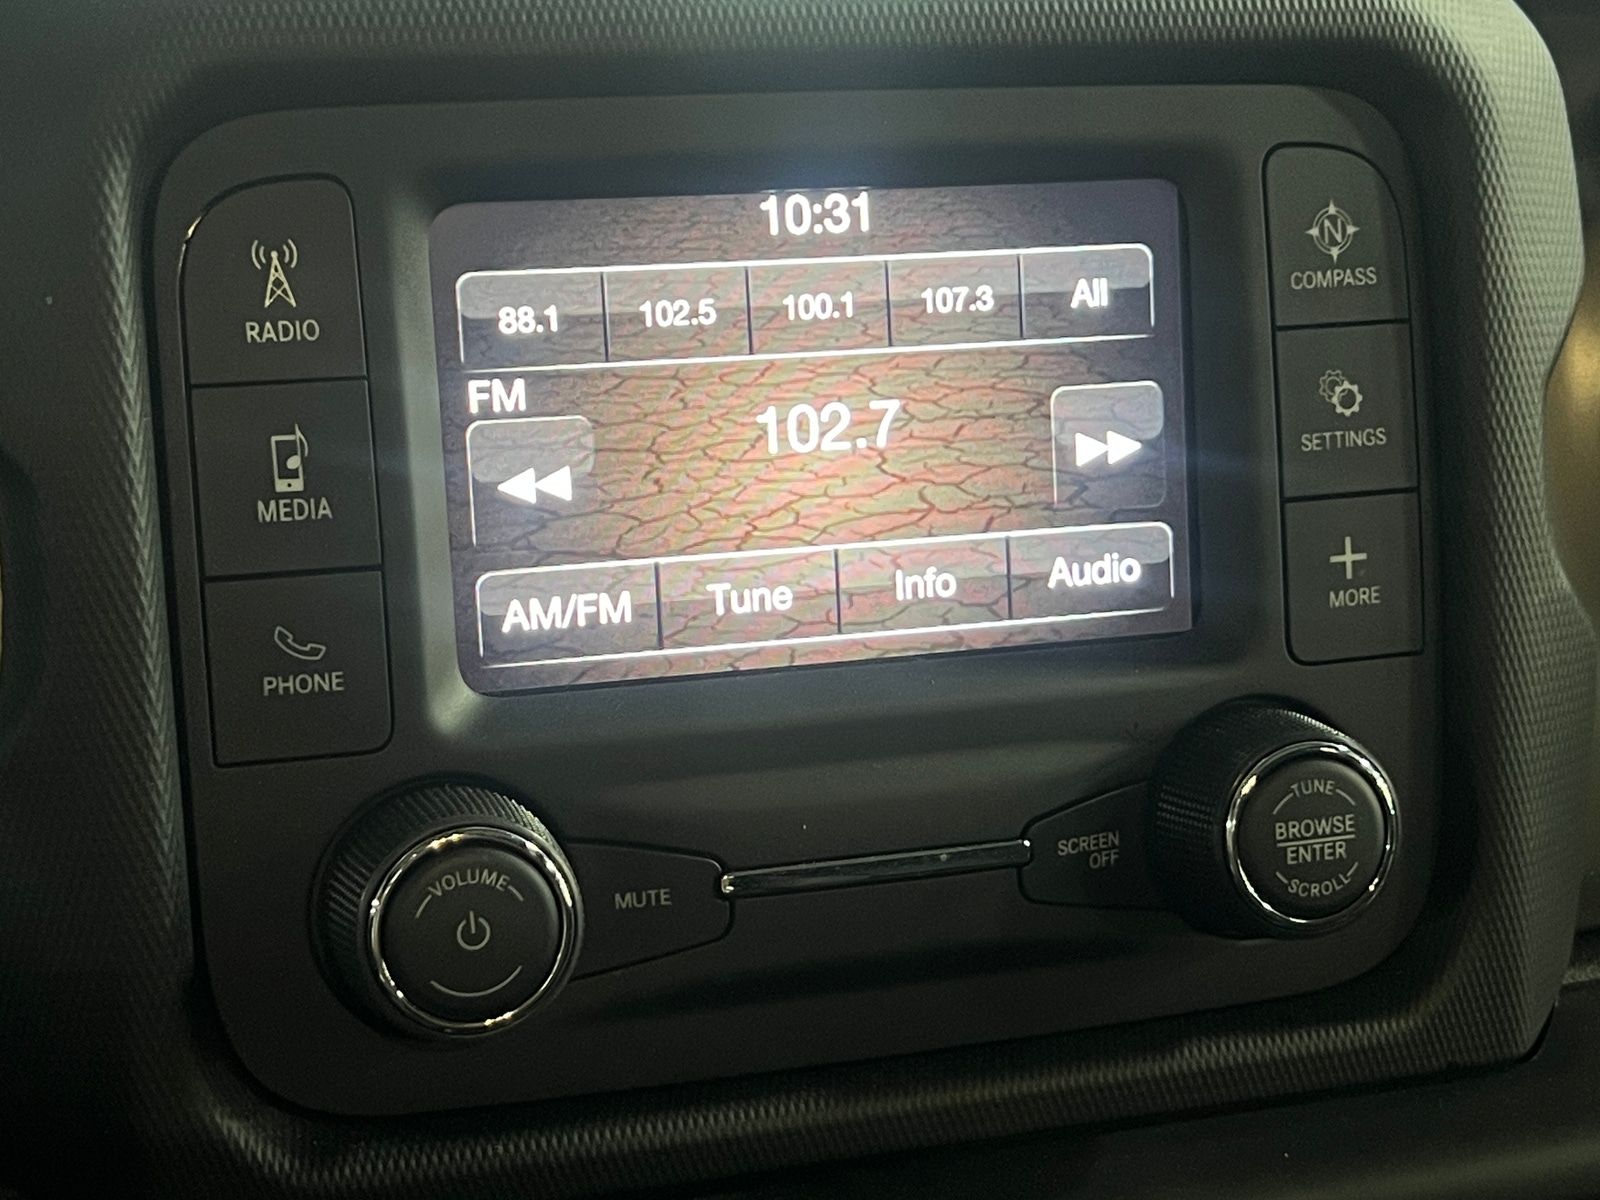 10:31
88.1 102.5 100.1 107.3 All
FM
102.7
AM/FM Tune Info Audio
RADIO
MEDIA
PHONE
N
COMPASS
SETTINGS
MORE
VOLUME
MUTE
SCREEN
OFF
TUNE
BROWSE
ENTER
SCROLL